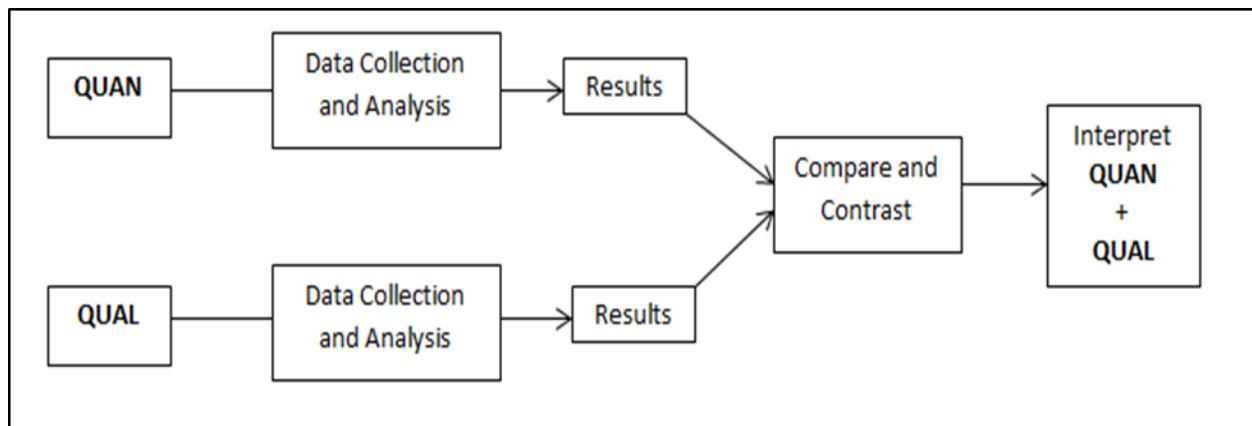 QUAN
Data Collection
and Analysis
Results
QUAL
Data Collection
and Analysis
Results
Compare and
Contrast
Interpret
QUAN
+
QUAL